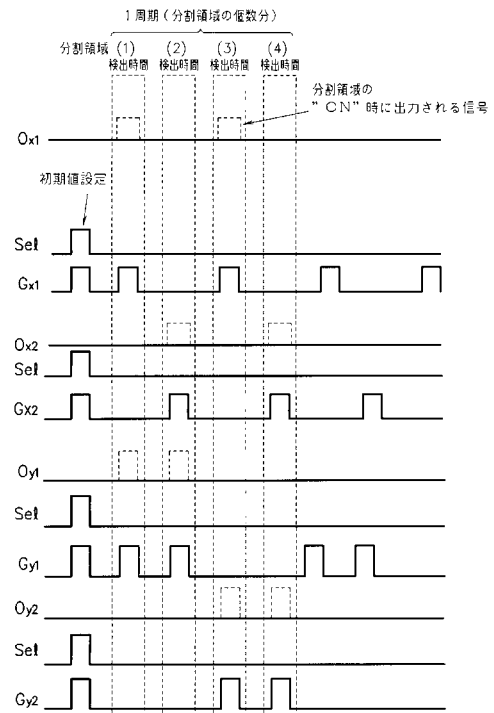 1周期(分割領域の個数分)
分割領域 (1) (2) (3) (4)
検出時間 検出時間 検出時間 検出時間
分割領域の
"ON"時に出力される信号
Ox1
初期値設定
Sel
Gx1
Ox2
Sel
Gx2
Oy1
Sel
Gy1
Oy2
Sel
Gy2